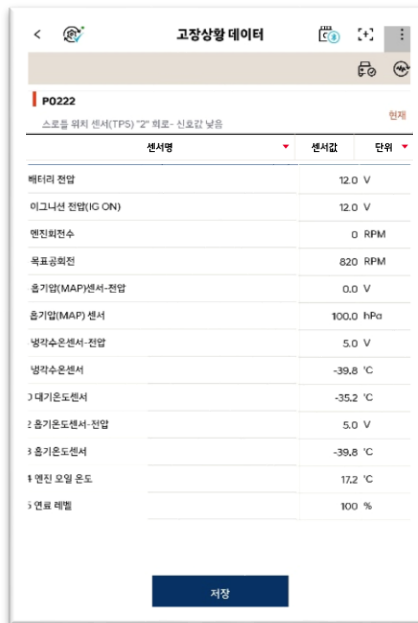 고장상황 데이터
P0222
스로틀 위치 센서(TPS) "2" 회로- 신호값 낮음
현재
센서명 센서값 단위
배터리 전압 12.0 V
이그니션 전압(IG ON) 12.0 V
엔진회전수 0 RPM
목표공회전 820 RPM
흡기압(MAP)센서-전압 0.0 V
흡기압(MAP) 센서 100.0 hPa
냉각수온센서-전압 5.0 V
냉각수온센서 -39.8 °C
대기온도센서 -35.2 °C
2 흡기온도센서-전압 5.0 V
3 흡기온도센서 -39.8 °C
4 엔진 오일 온도 17.2 °C
5 연료 레벨 100 %
저장